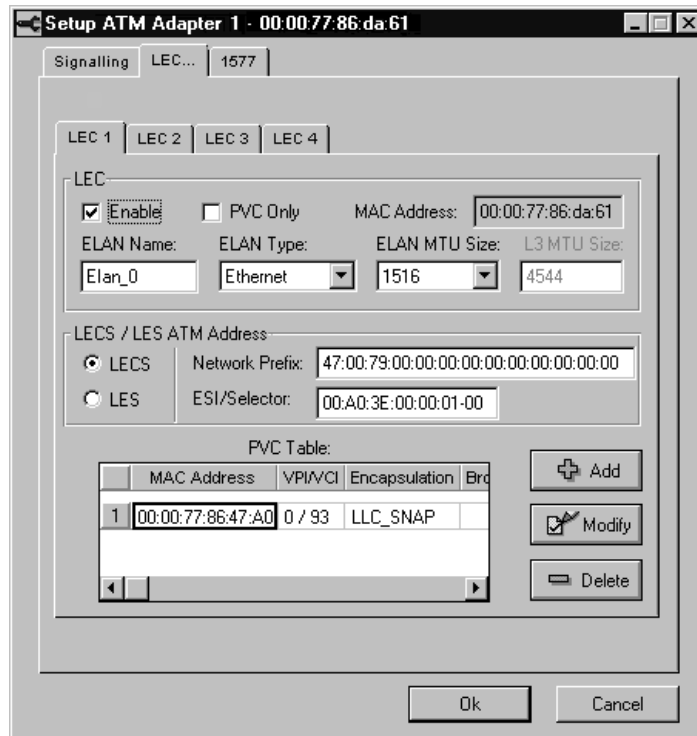 Setup ATM Adapter 1 - 00:00:77:86:da:61
Signalling LEC... 1577
LEC 1 LEC 2 LEC 3 LEC 4
LEC
Enable PVC Only MAC Address: 00:00:77:86:da:61
ELAN Name: ELAN Type: ELAN MTU Size: L3 MTU Size:
Elan_0 Ethernet 1516 4544
LECS / LES ATM Address
LECS Network Prefix: 47:00:79:00:00:00:00:00:00:00:00:00:00
LES ESI/Selector: 00:A0:3E:00:00:01-00
PVC Table:
MAC Address VPI/VCI Encapsulation Brc
1 00:00:77:86:47:A0 0 / 93 LLC_SNAP
Add
Modify
Delete
Ok Cancel